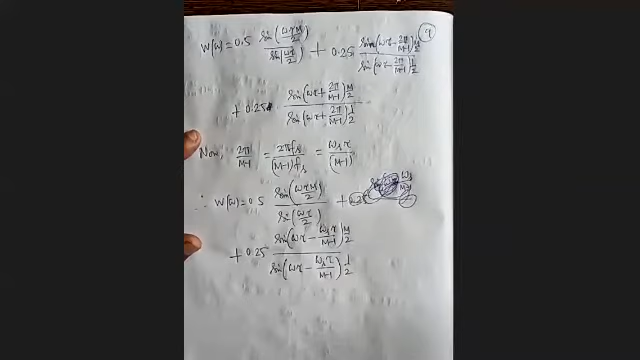 9
W(ω) = 0.5 sin(ωτM/2) / sin(ωτ/2) + 0.25 sin(ωτ - 2π/M-1)M/2 / sin(ωτ - 2π/M-1)1/2
+ 0.25 sin(ωτ + 2π/M-1)M/2 / sin(ωτ + 2π/M-1)1/2
Now, 2π/M-1 = 2πfs/(M-1)fs = ωsτ/(M-1)
∴ W(ω) = 0.5 sin(ωτM/2) / sin(ωτ/2) +
+ 0.25 sin(ωτ - ωsτ/M-1)M/2 / sin(ωτ - ωsτ/M-1)1/2